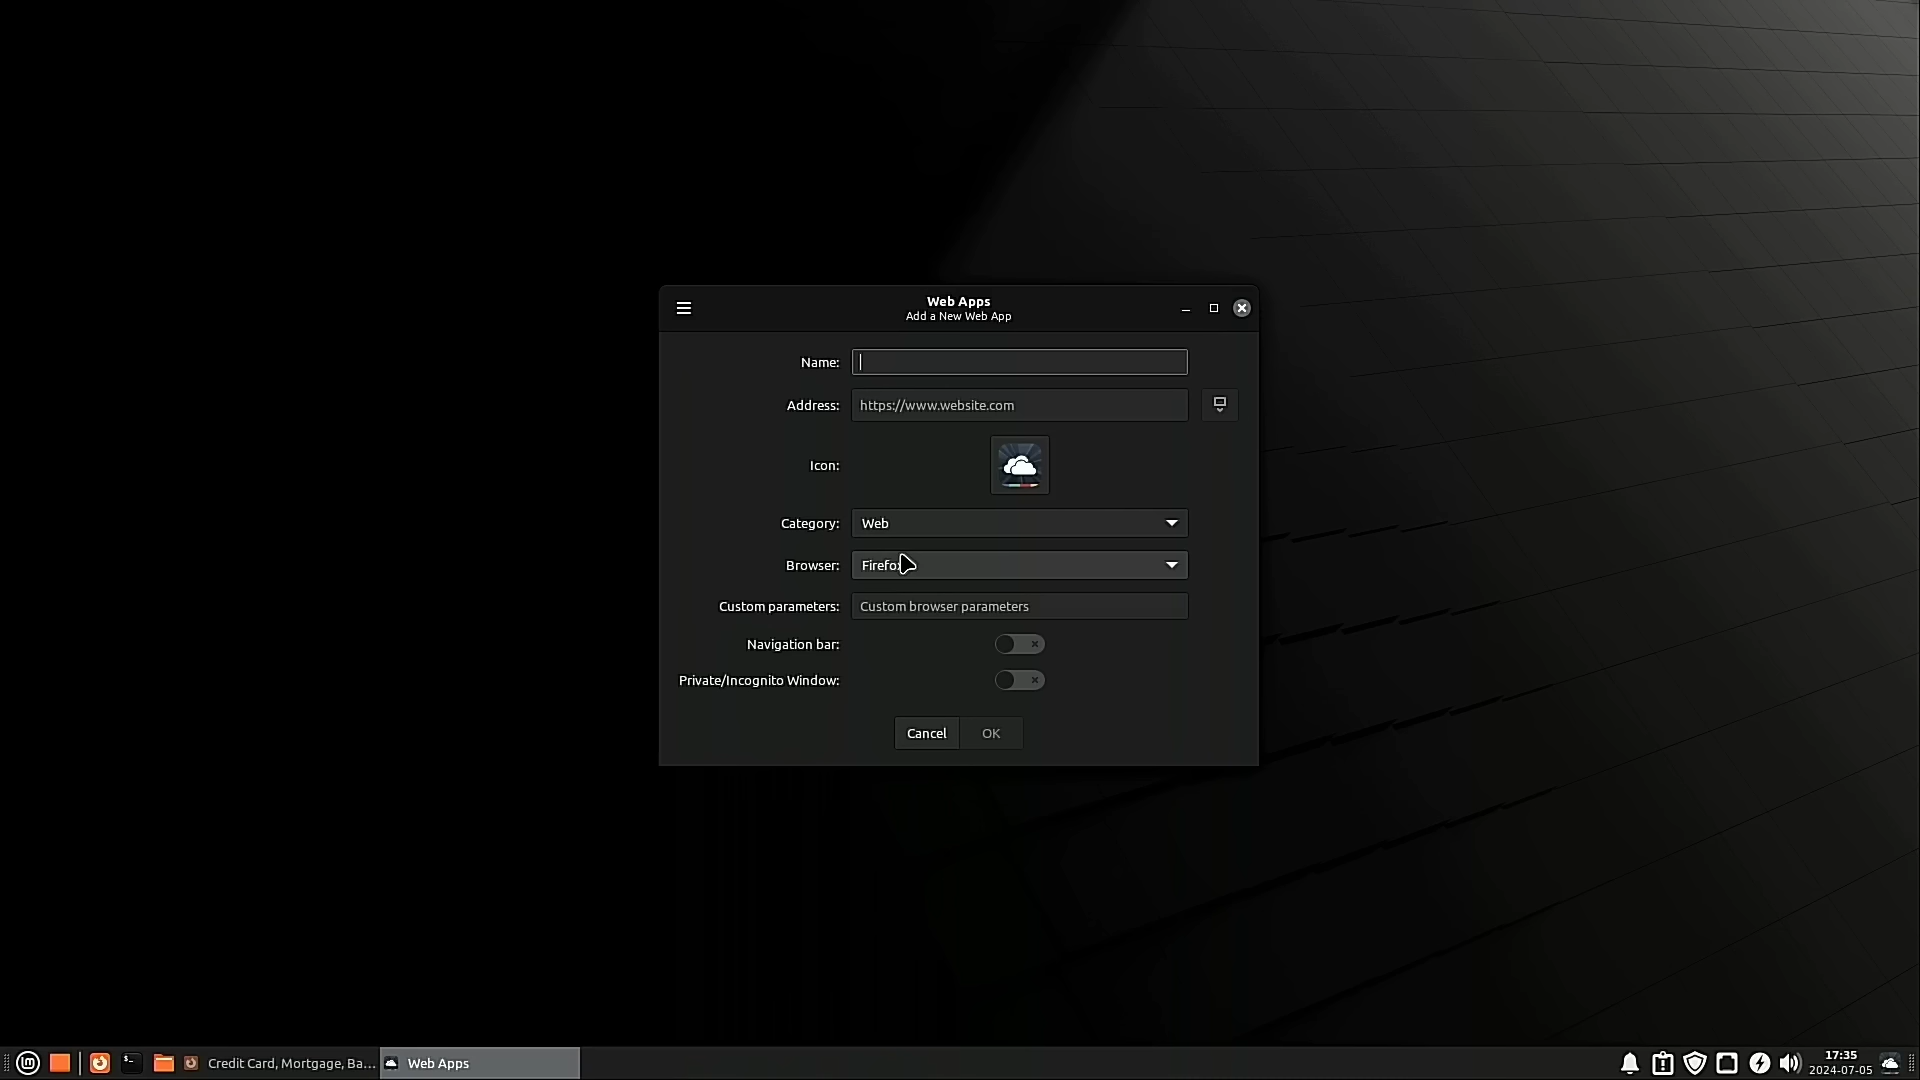 Web Apps
Add a New Web App
Name:
Address: https://www.website.com
Icon:
Category: Web
Browser: Firefo
Custom parameters: Custom browser parameters
Navigation bar:
Private/Incognito Window:
Cancel OK
Credit Card, Mortgage, Ba... Web Apps 17:35
2024-07-05